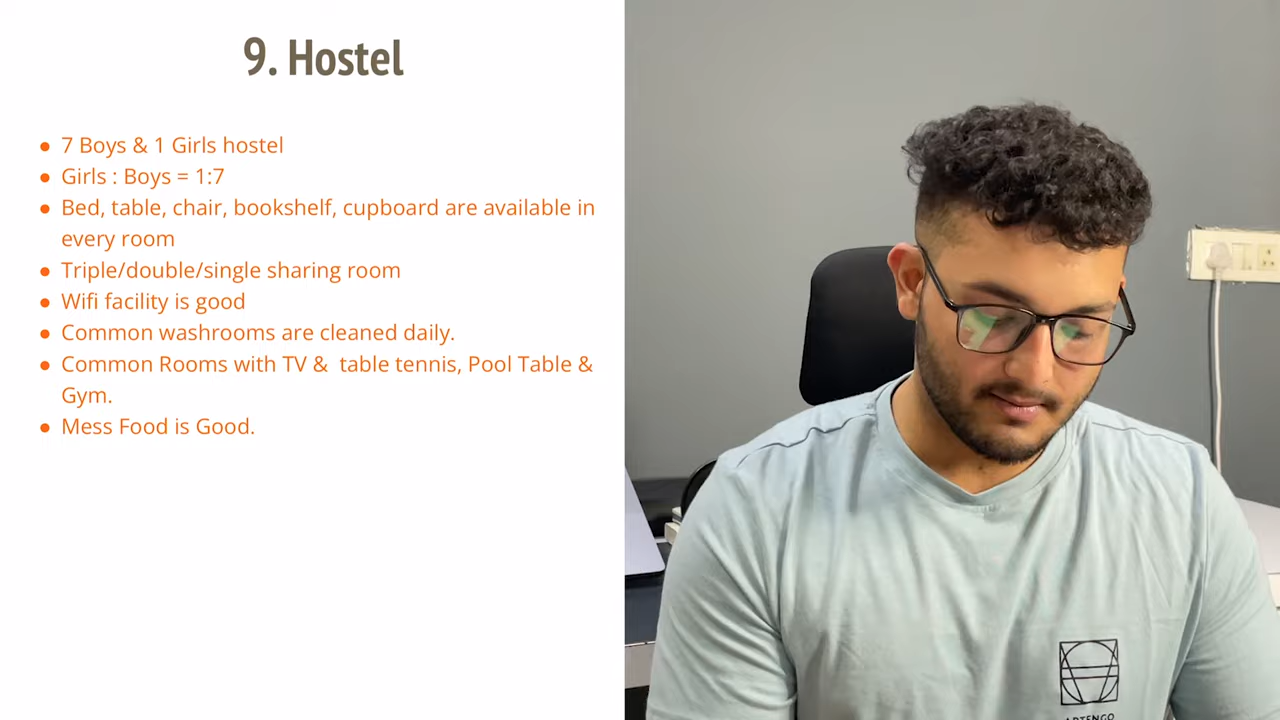 9. Hostel
● 7 Boys & 1 Girls hostel
● Girls : Boys = 1:7
● Bed, table, chair, bookshelf, cupboard are available in
every room
● Triple/double/single sharing room
● Wifi facility is good
● Common washrooms are cleaned daily.
● Common Rooms with TV &  table tennis, Pool Table &
Gym.
● Mess Food is Good.
ARTENGO